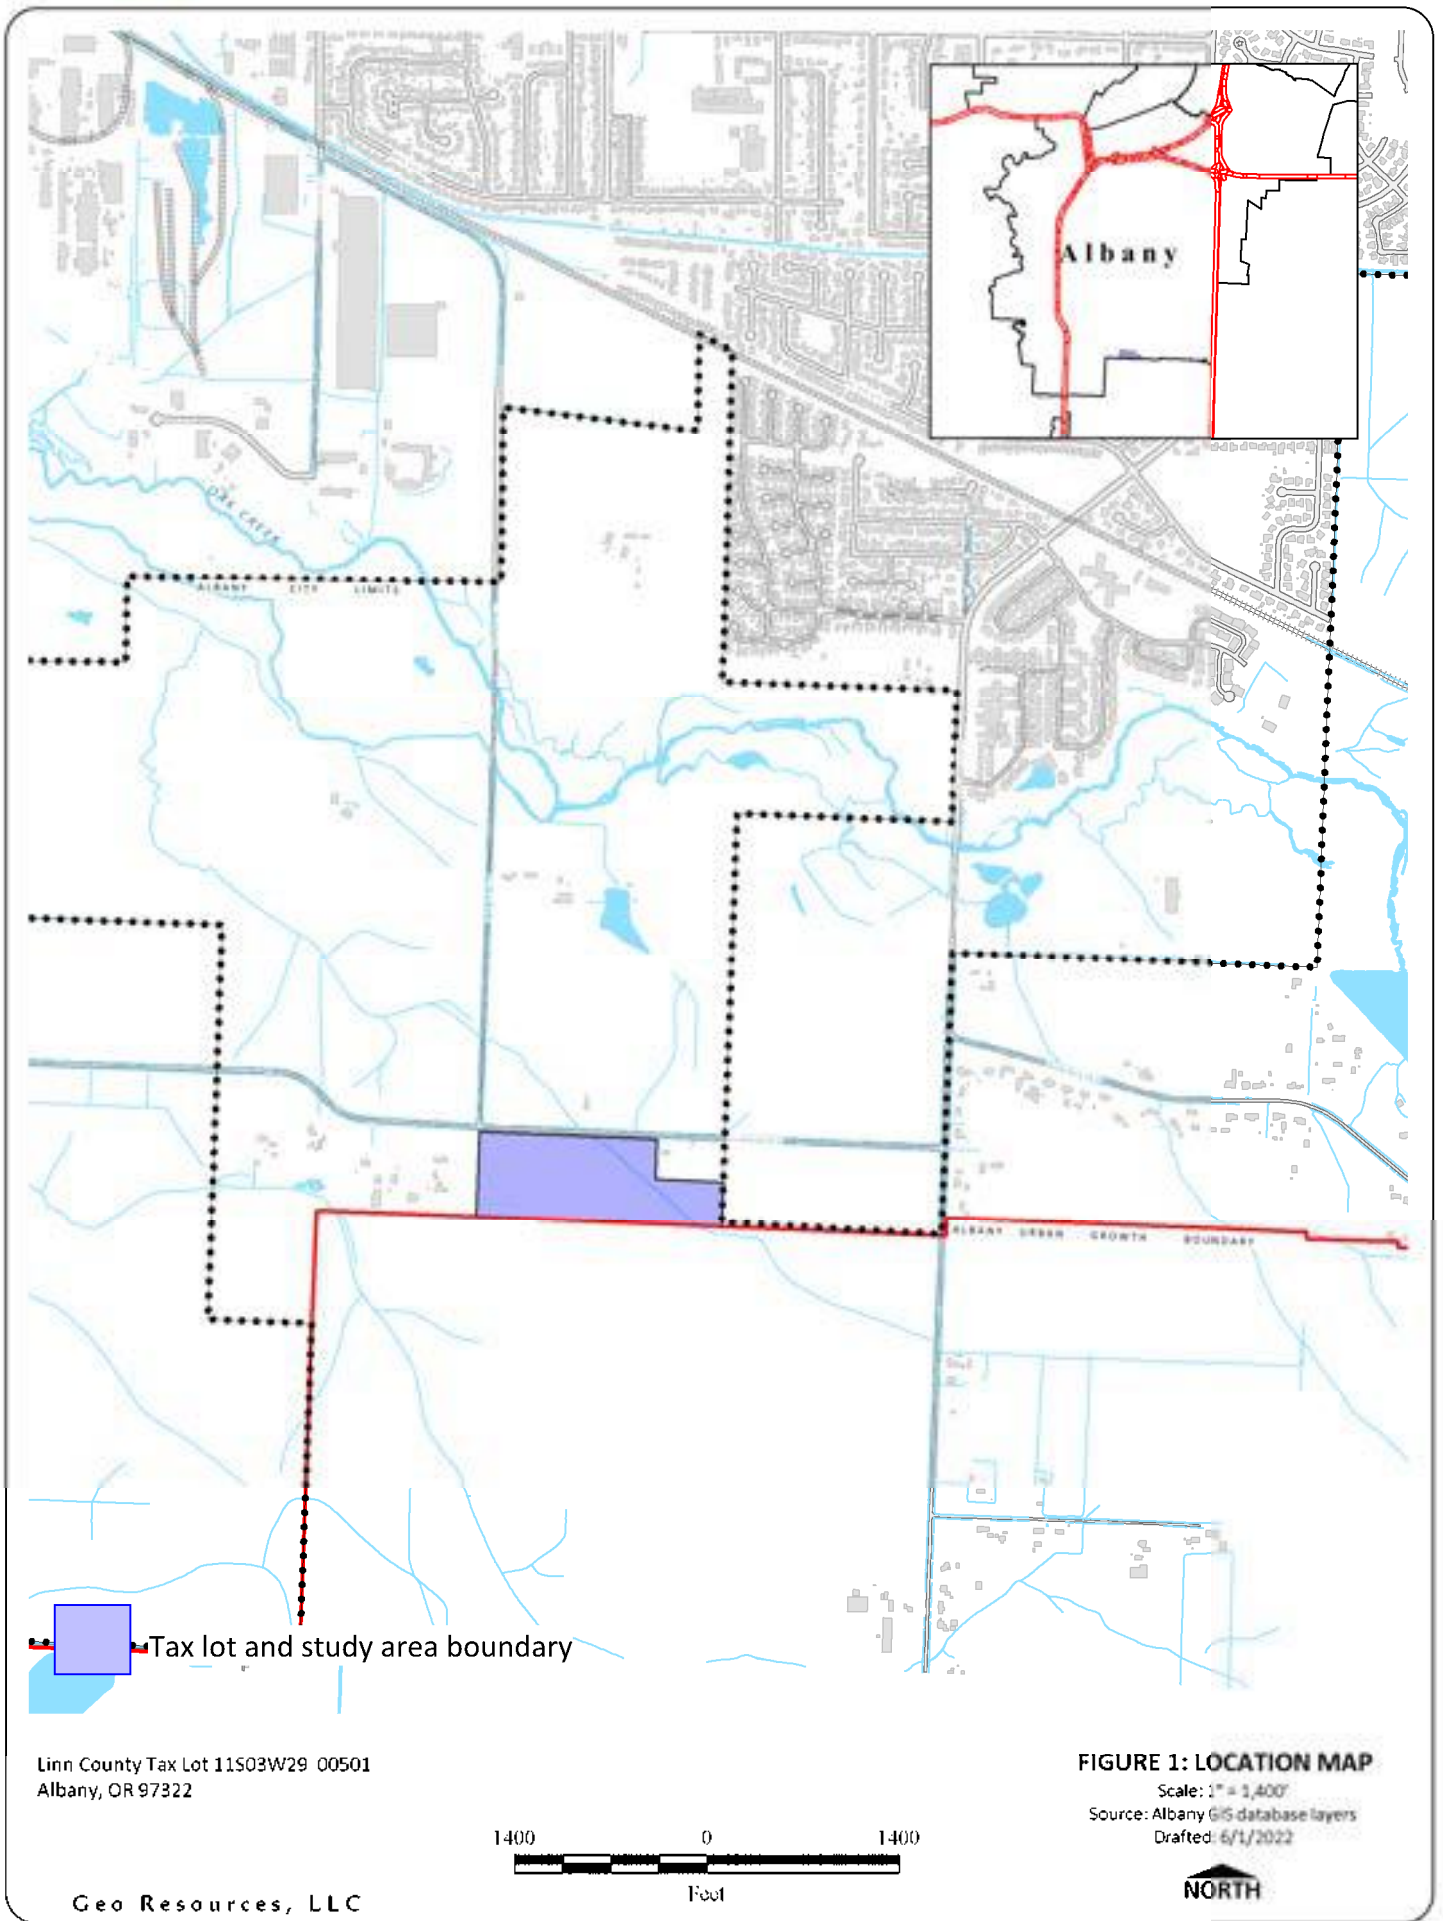 Albany
OAK CREEK
ALBANY CITY LIMITS
ALBANY URBAN GROWTH BOUNDARY
Tax lot and study area boundary
Linn County Tax Lot 11S03W29 00501
Albany, OR 97322
FIGURE 1: LOCATION MAP
Scale: 1" = 1,400'
Source: Albany GIS database layers
Drafted: 6/1/2022
1400 0 1400
Feet
NORTH
Geo Resources, LLC